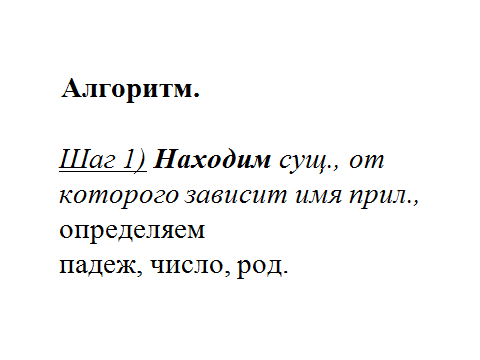 Алгоритм.
Шаг 1) Находим сущ., от
которого зависит имя прил.,
определяем
падеж, число, род.